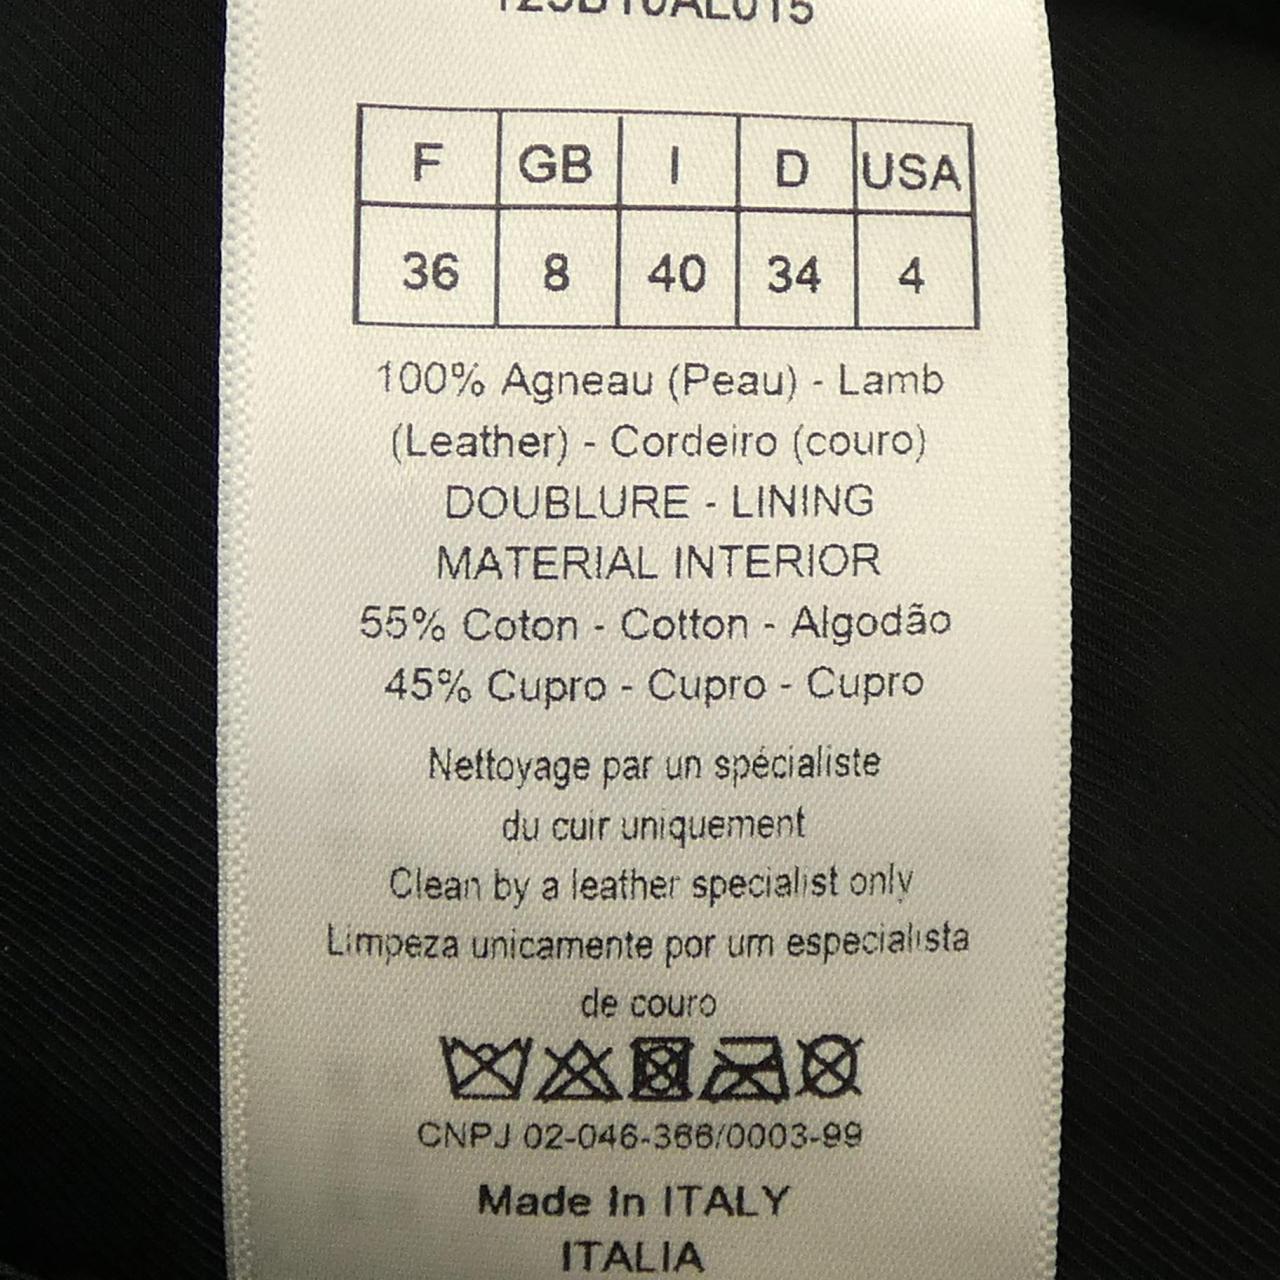 F GB I D USA
36 8 40 34 4
100% Agneau (Peau) - Lamb
(Leather) - Cordeiro (couro)
DOUBLURE - LINING
MATERIAL INTERIOR
55% Coton - Cotton - Algodão
45% Cupro - Cupro - Cupro
Nettoyage par un spécialiste
du cuir uniquement
Clean by a leather specialist only
Limpeza unicamente por um especialista
de couro
CNPJ 02-046-366/0003-99
Made In ITALY
ITALIA